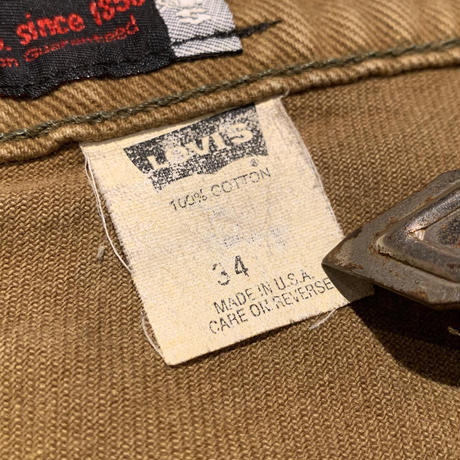 since 1850
Guaranteed
LEVI'S
®
100% COTTON
34
MADE IN U.S.A.
CARE ON REVERSE